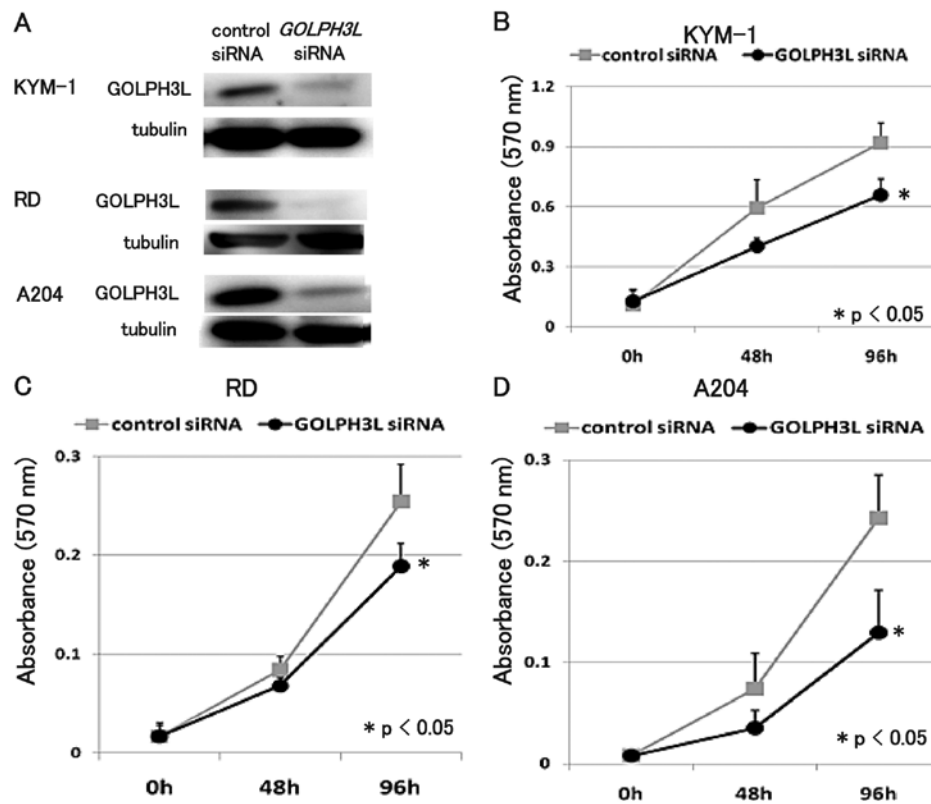 A
control GOLPH3L
siRNA siRNA
KYM-1 GOLPH3L
tubulin
RD GOLPH3L
tubulin
A204 GOLPH3L
tubulin
B
KYM-1
control siRNA GOLPH3L siRNA
Absorbance (570 nm)
1.2
0.9
0.6
0.3
0
*
* p < 0.05
0h 48h 96h
C
RD
control siRNA GOLPH3L siRNA
Absorbance (570 nm)
0.3
0.2
0.1
0
*
* p < 0.05
0h 48h 96h
D
A204
control siRNA GOLPH3L siRNA
Absorbance (570 nm)
0.3
0.2
0.1
0
*
* p < 0.05
0h 48h 96h